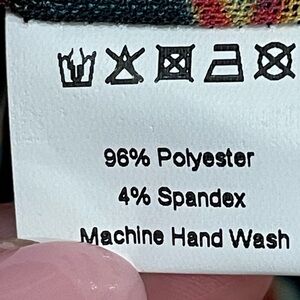 96% Polyester
4% Spandex
Machine Hand Wash